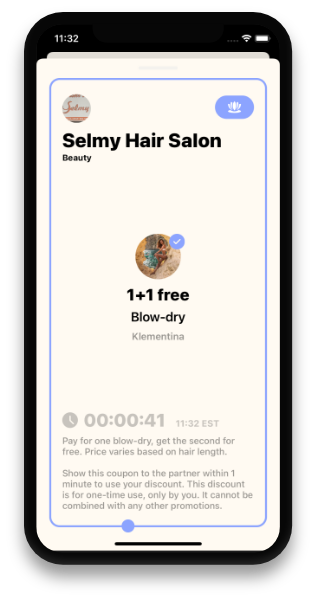 11:32
Selmy
Selmy Hair Salon
Beauty
1+1 free
Blow-dry
Klementina
00:00:41 11:32 EST
Pay for one blow-dry, get the second for
free. Price varies based on hair length.
Show this coupon to the partner within 1
minute to use your discount. This discount
is for one-time use, only by you. It cannot be
combined with any other promotions.